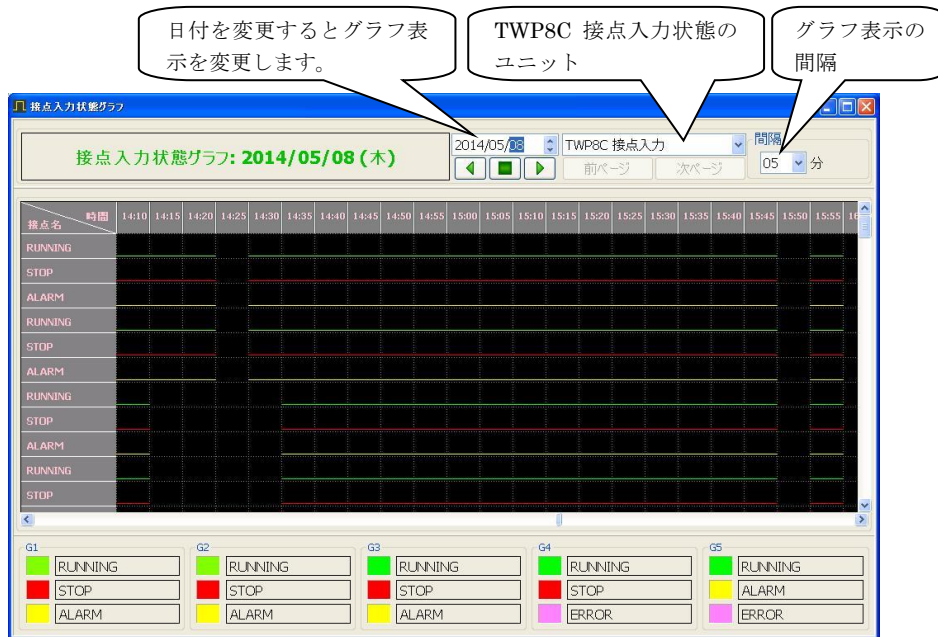 日付を変更するとグラフ表
示を変更します。
TWP8C 接点入力状態の
ユニット
グラフ表示の
間隔
接点入力状態グラフ
接点入力状態グラフ: 2014/05/08 (木)
2014/05/08
TWP8C 接点入力
間隔
05 分
前ページ 次ページ
時間
接点名
14:10 14:15 14:20 14:25 14:30 14:35 14:40 14:45 14:50 14:55 15:00 15:05 15:10 15:15 15:20 15:25 15:30 15:35 15:40 15:45 15:50 15:55 16
RUNNING
STOP
ALARM
RUNNING
STOP
ALARM
RUNNING
STOP
ALARM
RUNNING
STOP
G1
RUNNING
STOP
ALARM
G2
RUNNING
STOP
ALARM
G3
RUNNING
STOP
ALARM
G4
RUNNING
STOP
ERROR
G5
RUNNING
ALARM
ERROR